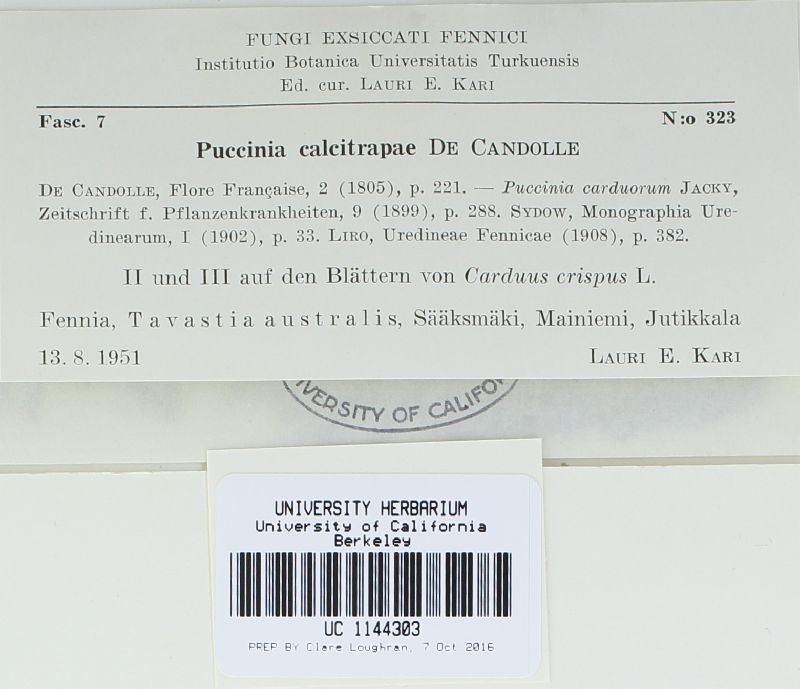 FUNGI EXSICCATI FENNICI
Institutio Botanica Universitatis Turkuensis
Ed. cur. LAURI E. KARI
Fasc. 7 N:o 323
Puccinia calcitrapae DE CANDOLLE
DE CANDOLLE, Flore Française, 2 (1805), p. 221. — Puccinia carduorum JACKY,
Zeitschrift f. Pflanzenkrankheiten, 9 (1899), p. 288. SYDOW, Monographia Ure-
dinearum, I (1902), p. 33. LIRO, Uredineae Fennicae (1908), p. 382.
II und III auf den Blättern von Carduus crispus L.
Fennia, Tavastia australis, Sääksmäki, Mainiemi, Jutikkala
13. 8. 1951 LAURI E. KARI
IVERSITY OF CALIFOR
UNIVERSITY HERBARIUM
University of California
Berkeley
UC 1144303
PREP BY Clare Loughran, 7 Oct 2016